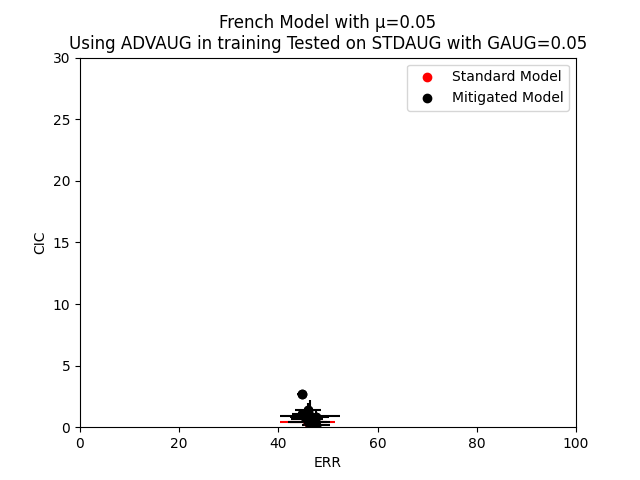 French Model with μ=0.05
Using ADVAUG in training Tested on STDAUG with GAUG=0.05
Standard Model
Mitigated Model
30
25
20
15
10
5
0
CIC
0 20 40 60 80 100
ERR